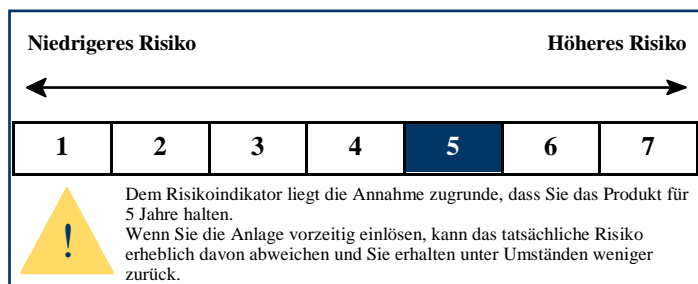 Niedrigeres Risiko Höheres Risiko
1 2 3 4 5 6 7
! Dem Risikoindikator liegt die Annahme zugrunde, dass Sie das Produkt für
5 Jahre halten.
Wenn Sie die Anlage vorzeitig einlösen, kann das tatsächliche Risiko
erheblich davon abweichen und Sie erhalten unter Umständen weniger
zurück.